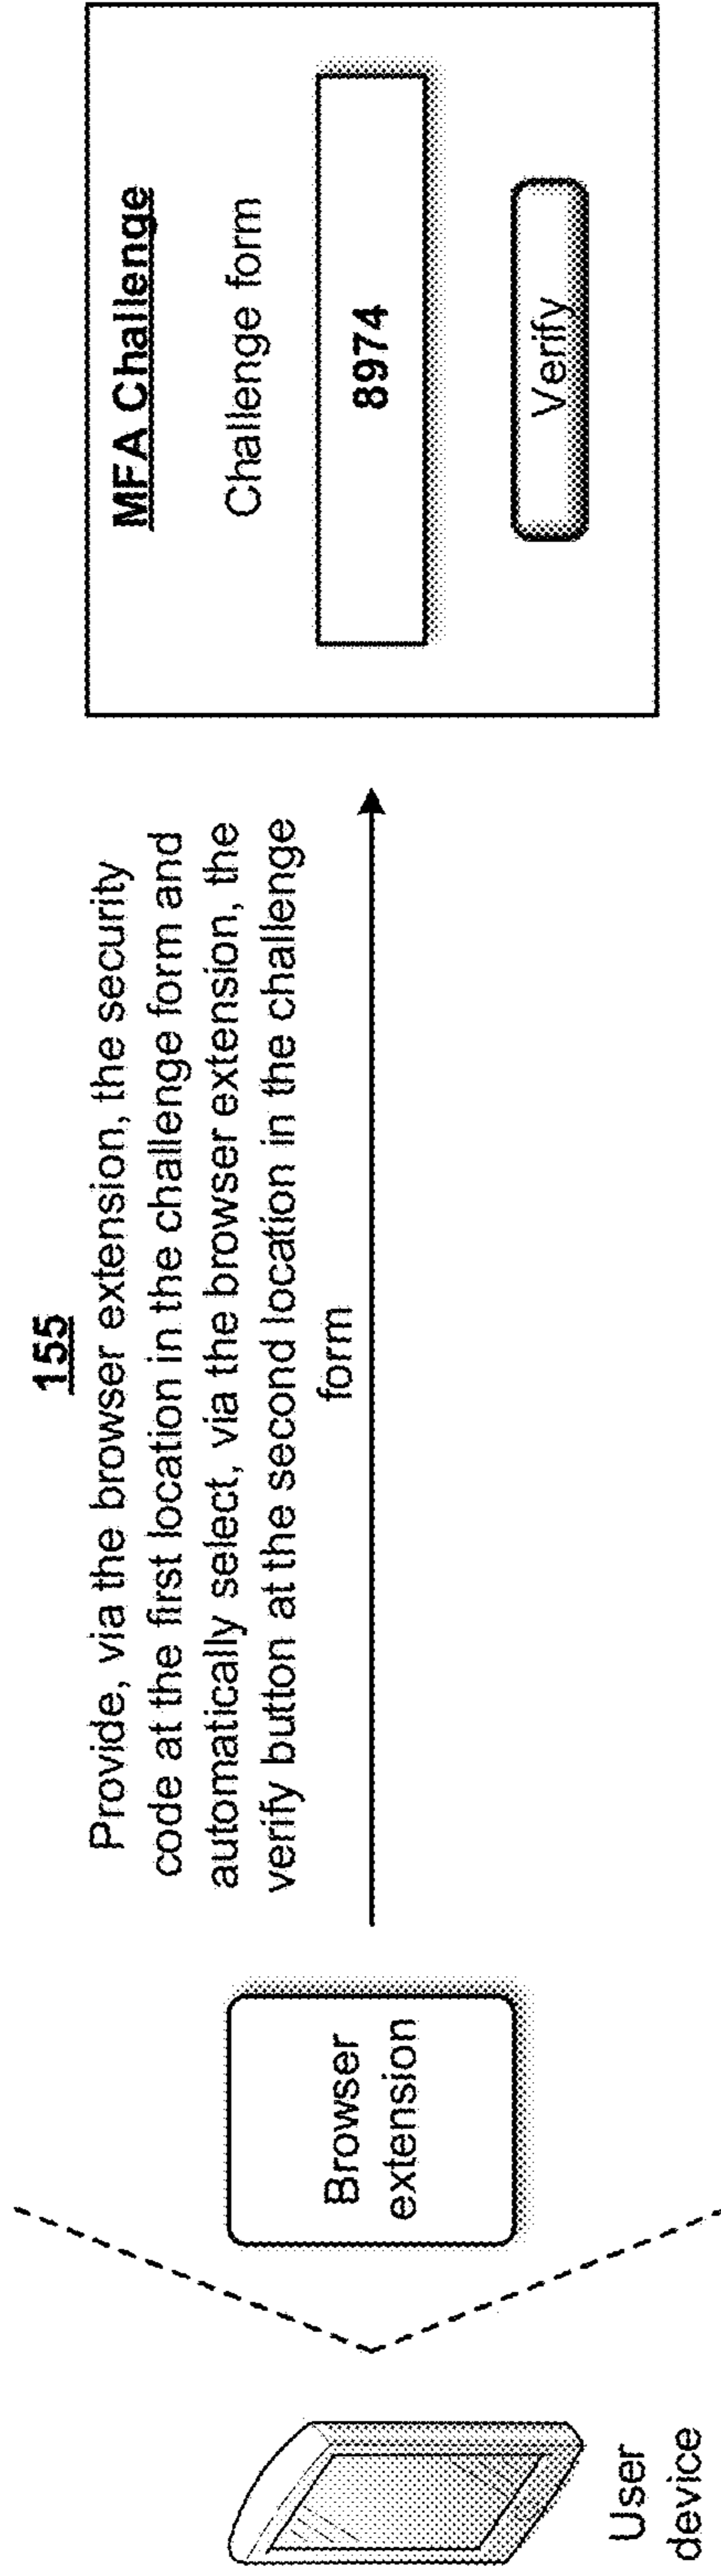 155
Provide, via the browser extension, the security
code at the first location in the challenge form and
automatically select, via the browser extension, the
verify button at the second location in the challenge
form
User
device
Browser
extension
MFA Challenge
Challenge form
8974
Verify